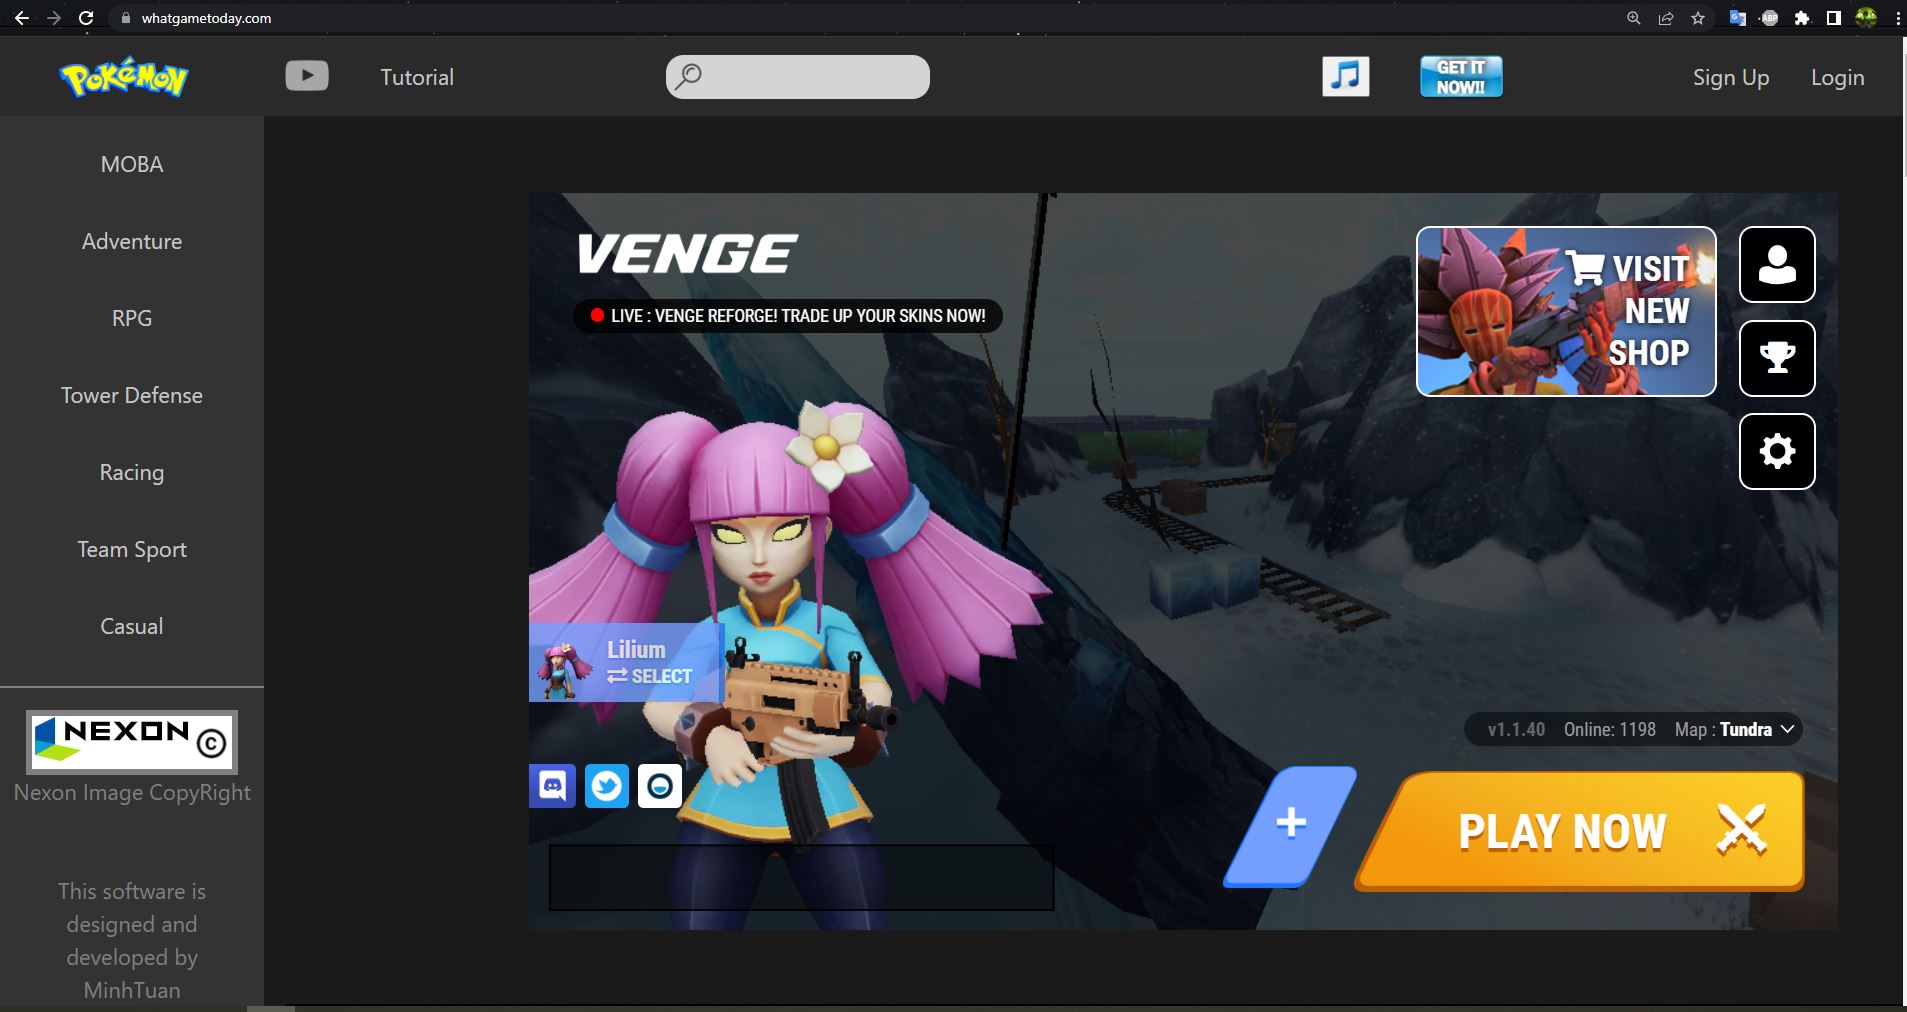 whatgametoday.com
POKéMON
Tutorial
GET IT
NOW!!
Sign Up
Login
MOBA
Adventure
RPG
Tower Defense
Racing
Team Sport
Casual
NEXON ©
Nexon Image CopyRight
This software is
designed and
developed by
MinhTuan
VENGE
LIVE : VENGE REFORGE! TRADE UP YOUR SKINS NOW!
VISIT
NEW
SHOP
Lilium
SELECT
v1.1.40 Online: 1198 Map : Tundra
+
PLAY NOW
ABP